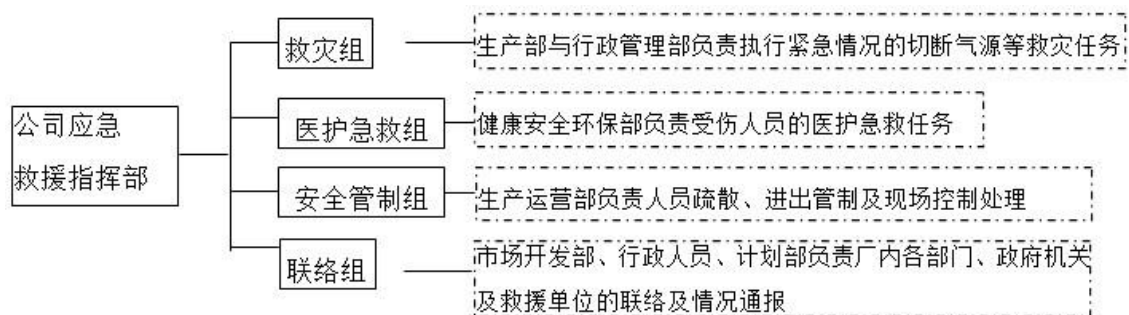 公司应急
救援指挥部
救灾组
生产部与行政管理部负责执行紧急情况的切断气源等救灾任务
医护急救组
健康安全环保部负责受伤人员的医护急救任务
安全管制组
生产运营部负责人员疏散、进出管制及现场控制处理
联络组
市场开发部、行政人员、计划部负责厂内各部门、政府机关
及救援单位的联络及情况通报